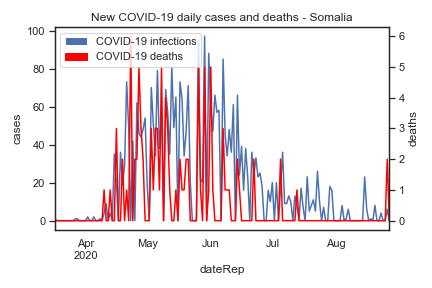 New COVID-19 daily cases and deaths - Somalia
COVID-19 infections
COVID-19 deaths
100
80
60
40
20
0
cases
6
5
4
3
2
1
0
deaths
Apr
2020
May
Jun
Jul
Aug
dateRep